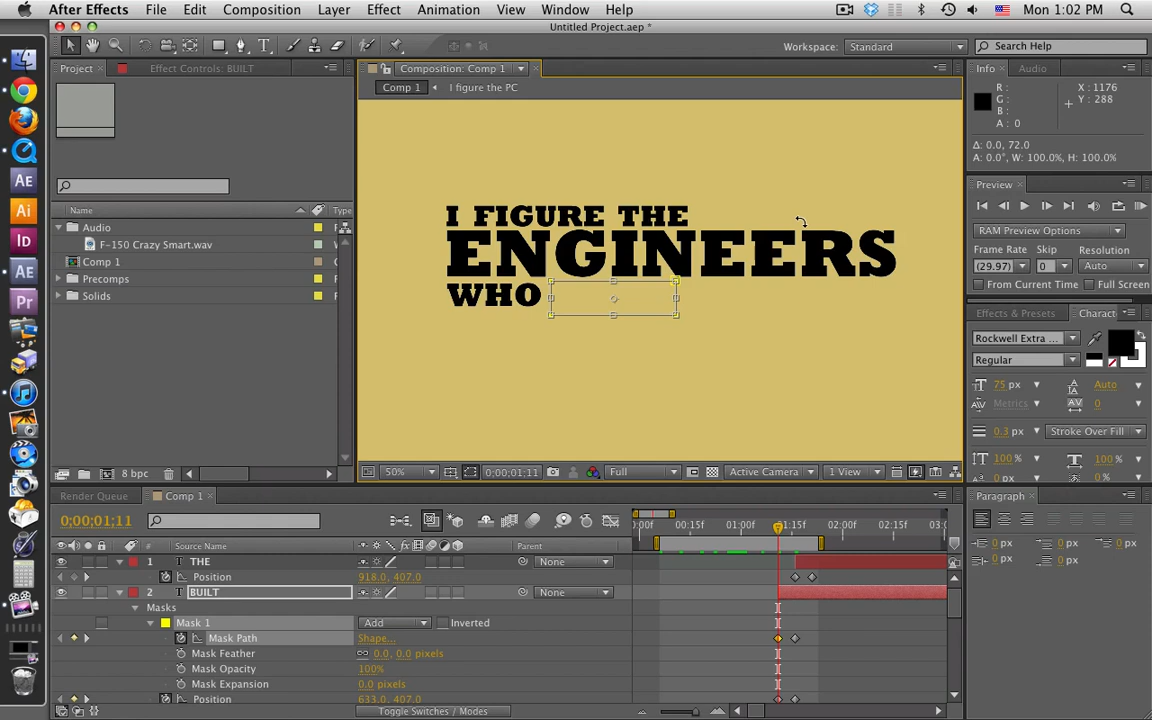 After Effects File Edit Composition Layer Effect Animation View Window Help Mon 1:02 PM
Untitled Project.aep *
Workspace: Standard Search Help
Project Effect Controls: BUILT Composition: Comp 1 Info Audio
Comp 1 I figure the PC
R: X: 1176
G: Y: 288
B:
A: 0
Δ: 0.0, 72.0
A: 0.0°, W: 100.0%, H: 100.0%
Preview
RAM Preview Options
Frame Rate Skip Resolution
(29.97) 0 Auto
From Current Time Full Screen
Name Type
Audio
F-150 Crazy Smart.wav
Comp 1
Precomps
Solids
I FIGURE THE
ENGINEERS
WHO
Effects & Presets Charact
Rockwell Extra ...
Regular
75 px Auto
Metrics 0
0.3 px Stroke Over Fill
100 % 100 %
0 px 0 %
8 bpc
50% 0;00;01;11 Full Active Camera 1 View
Render Queue Comp 1
Paragraph
0;00;01;11
:00f 00:15f 01:00f 01:15f 02:00f 02:15f 03:0
# Source Name Parent
1 T THE None
Position 918.0, 407.0
2 T BUILT None
Masks
Mask 1 Add Inverted
Mask Path Shape...
Mask Feather 0.0, 0.0 pixels
Mask Opacity 100%
Mask Expansion 0.0 pixels
Position 633.0, 407.0
Toggle Switches / Modes
0 px 0 px 0 px
0 px 0 px